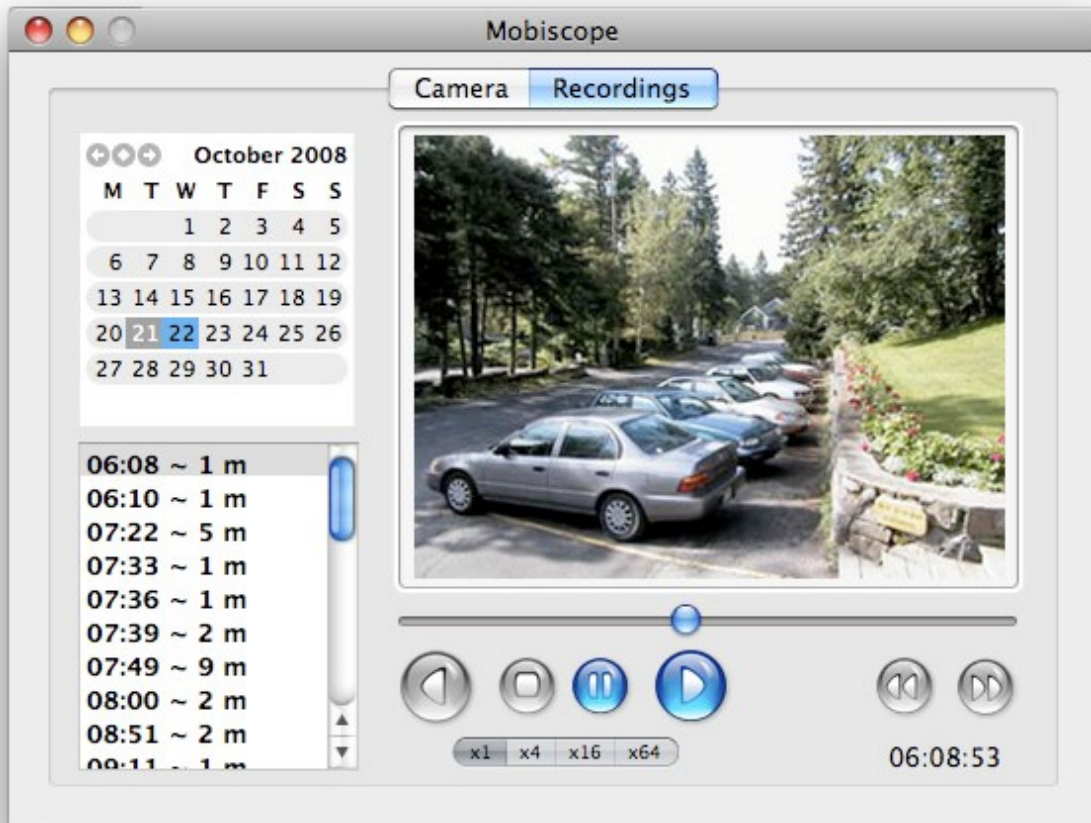 Mobiscope
Camera Recordings
October 2008
M T W T F S S
1 2 3 4 5
6 7 8 9 10 11 12
13 14 15 16 17 18 19
20 21 22 23 24 25 26
27 28 29 30 31
06:08 ~ 1 m
06:10 ~ 1 m
07:22 ~ 5 m
07:33 ~ 1 m
07:36 ~ 1 m
07:39 ~ 2 m
07:49 ~ 9 m
08:00 ~ 2 m
08:51 ~ 2 m
09:11 ~ 1 m
x1 x4 x16 x64
06:08:53